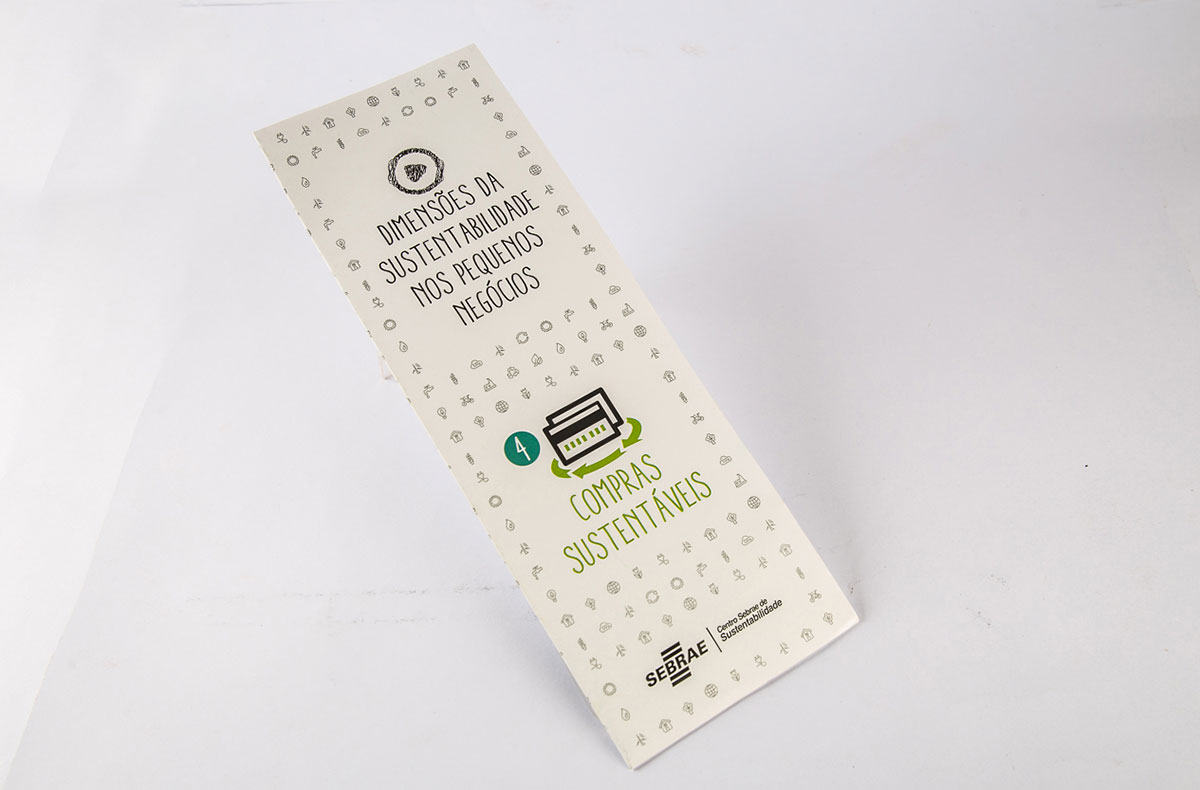 DIMENSÕES DA
SUSTENTABILIDADE
NOS PEQUENOS
NEGÓCIOS
4
COMPRAS
SUSTENTÁVEIS
SEBRAE
Centro Sebrae de
Sustentabilidade